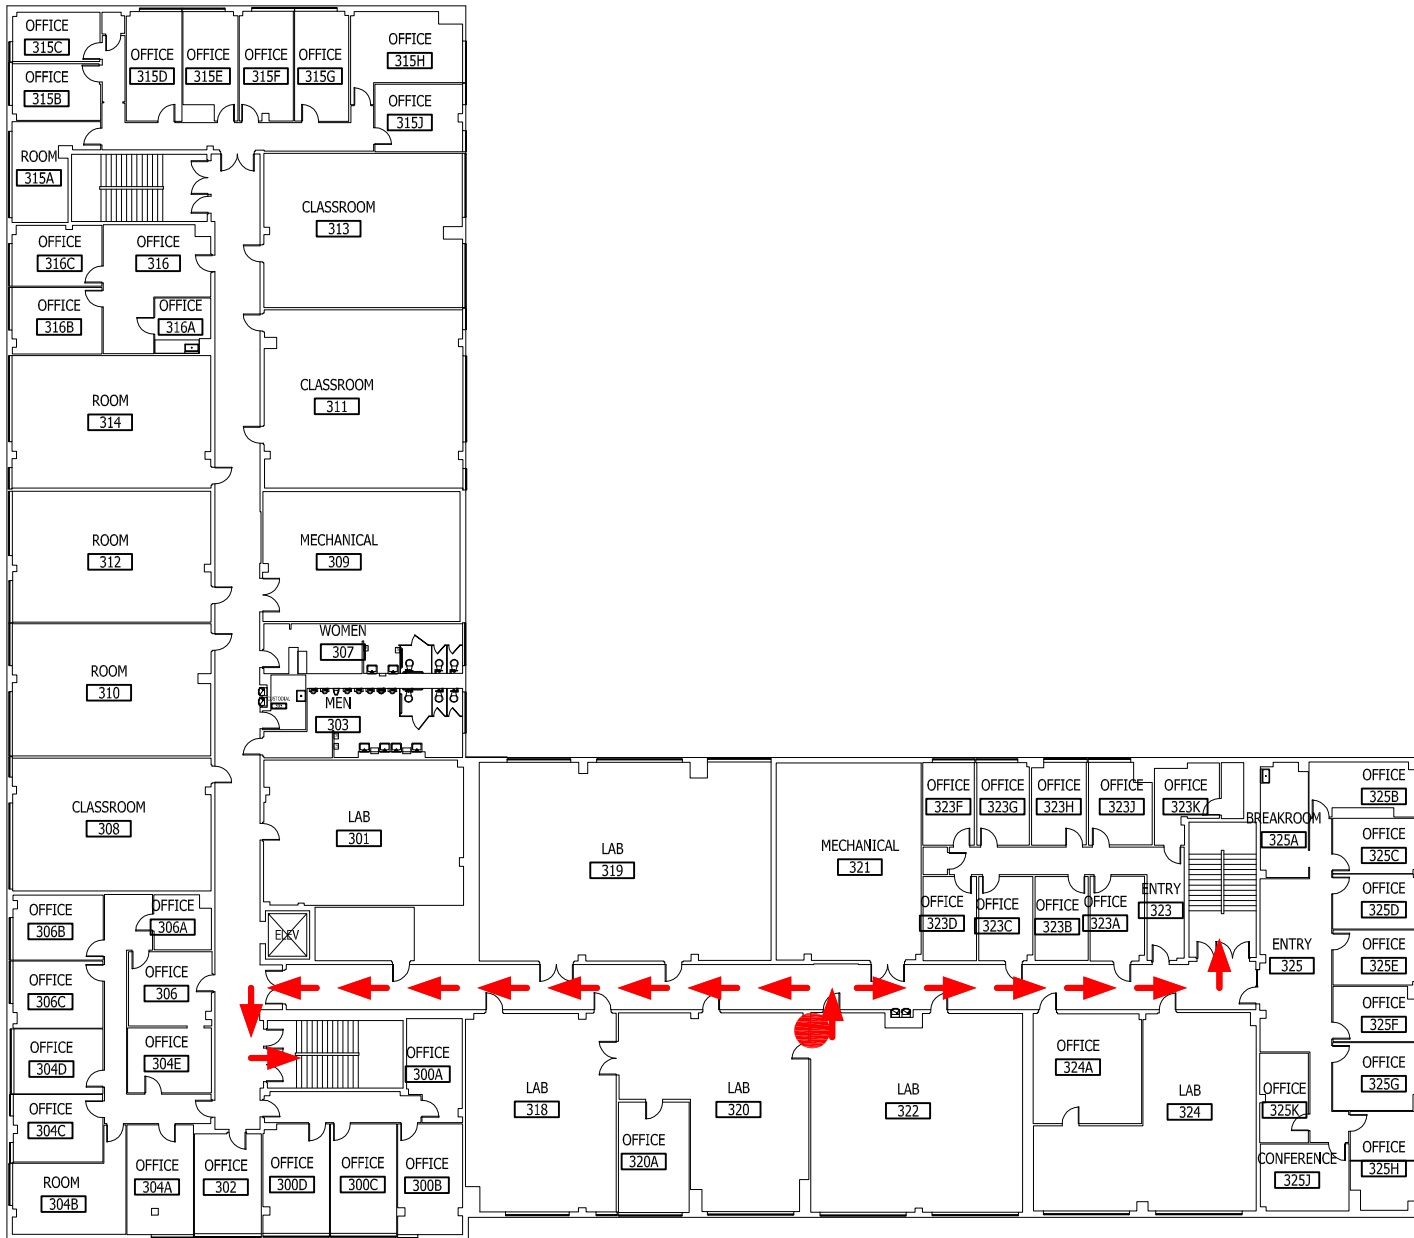 OFFICE
315C
OFFICE
315B
ROOM
315A
OFFICE
315D
OFFICE
315E
OFFICE
315F
OFFICE
315G
OFFICE
315H
OFFICE
315J
CLASSROOM
313
OFFICE
316C
OFFICE
316
OFFICE
316B
OFFICE
316A
CLASSROOM
311
ROOM
314
ROOM
312
MECHANICAL
309
WOMEN
307
ROOM
310
CUSTODIAL
MEN
303
CLASSROOM
308
LAB
301
LAB
319
MECHANICAL
321
OFFICE
323F
OFFICE
323G
OFFICE
323H
OFFICE
323J
OFFICE
323K
BREAKROOM
325A
OFFICE
325B
OFFICE
325C
OFFICE
325D
OFFICE
325E
OFFICE
325F
OFFICE
325G
OFFICE
325H
OFFICE
323D
OFFICE
323C
OFFICE
323B
OFFICE
323A
ENTRY
323
ENTRY
325
OFFICE
306B
OFFICE
306A
ELEV
OFFICE
306C
OFFICE
306
OFFICE
304D
OFFICE
304E
OFFICE
304C
ROOM
304B
OFFICE
304A
OFFICE
302
OFFICE
300D
OFFICE
300C
OFFICE
300B
OFFICE
300A
LAB
318
LAB
320
OFFICE
320A
LAB
322
OFFICE
324A
LAB
324
OFFICE
325K
CONFERENCE
325J